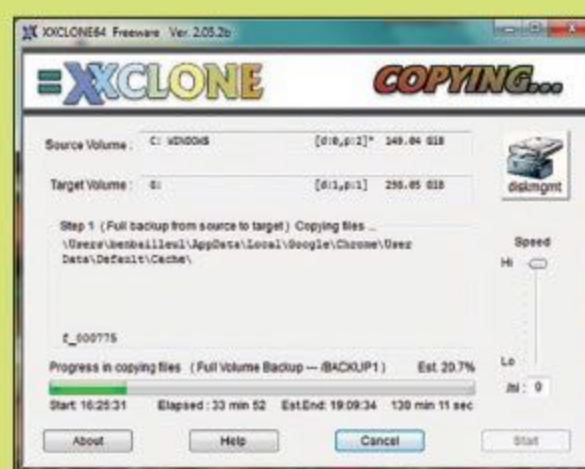 XXCLONE64 Freeware Ver. 2.05.2b
=XXCLONE COPYING...
Source Volume : C: WINDOWS [d:0,p:2]* 149.04 GiB
diskmgmt
Target Volume : G: [d:1,p:1] 298.05 GiB
Step 1 (Full backup from source to target) Copying files ...
\Users\benbailleul\AppData\Local\Google\Chrome\User
Data\Default\Cache\
Speed
Hi
f_000775
Progress in copying files (Full Volume Backup --- /BACKUP1) Est. 20.7%
Lo
Start: 16:25:31 Elapsed : 33 min 52 Est.End: 19:09:34 130 min 11 sec
: 0
About Help Cancel Start